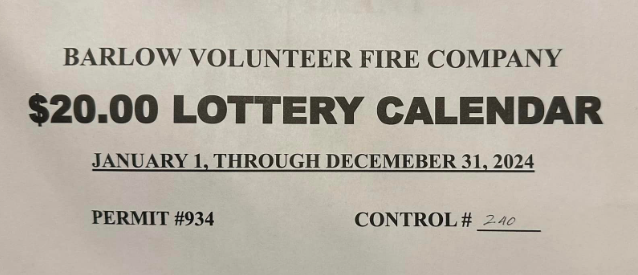 BARLOW VOLUNTEER FIRE COMPANY
$20.00 LOTTERY CALENDAR
JANUARY 1, THROUGH DECEMEBER 31, 2024
PERMIT #934 CONTROL # 240